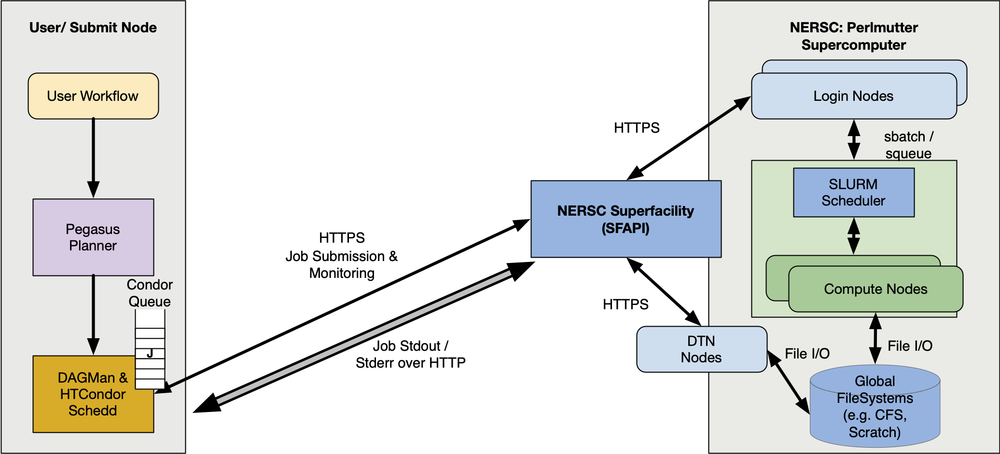 User/ Submit Node
User Workflow
Pegasus
Planner
Condor
Queue
J
DAGMan &
HTCondor
Schedd
HTTPS
Job Submission &
Monitoring
Job Stdout /
Stderr over HTTP
NERSC Superfacility
(SFAPI)
HTTPS
HTTPS
DTN
Nodes
File I/O
NERSC: Perlmutter
Supercomputer
Login Nodes
sbatch /
squeue
SLURM
Scheduler
Compute Nodes
File I/O
Global
FileSystems
(e.g. CFS,
Scratch)